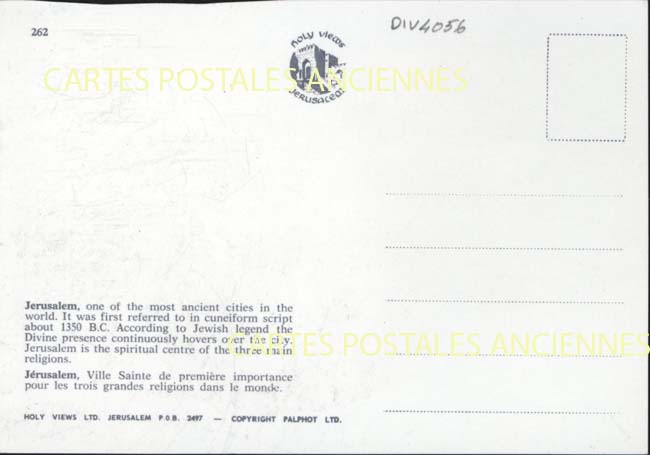 262
HOLY VIEWS
JERUSALEM
DIV4056
CARTES POSTALES ANCIENNES
Jerusalem, one of the most ancient cities in the
world. It was first referred to in cuneiform script
about 1350 B.C. According to Jewish legend the
Divine presence continuously hovers over the city.
Jerusalem is the spiritual centre of the three main
religions.
CARTES POSTALES ANCIENNES
Jérusalem, Ville Sainte de première importance
pour les trois grandes religions dans le monde.
HOLY VIEWS LTD. JERUSALEM P.O.B. 2497 — COPYRIGHT PALPHOT LTD.